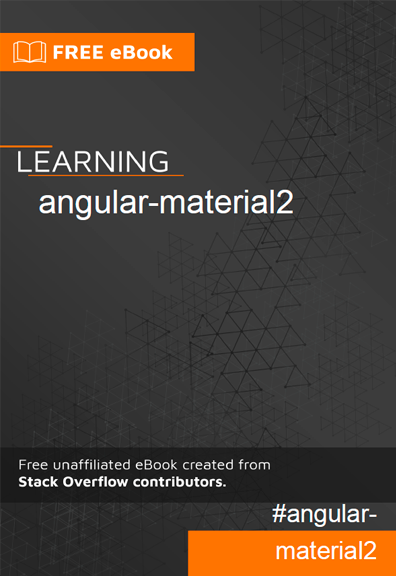 FREE eBook
LEARNING
angular-material2
Free unaffiliated eBook created from
Stack Overflow contributors.
#angular-
material2